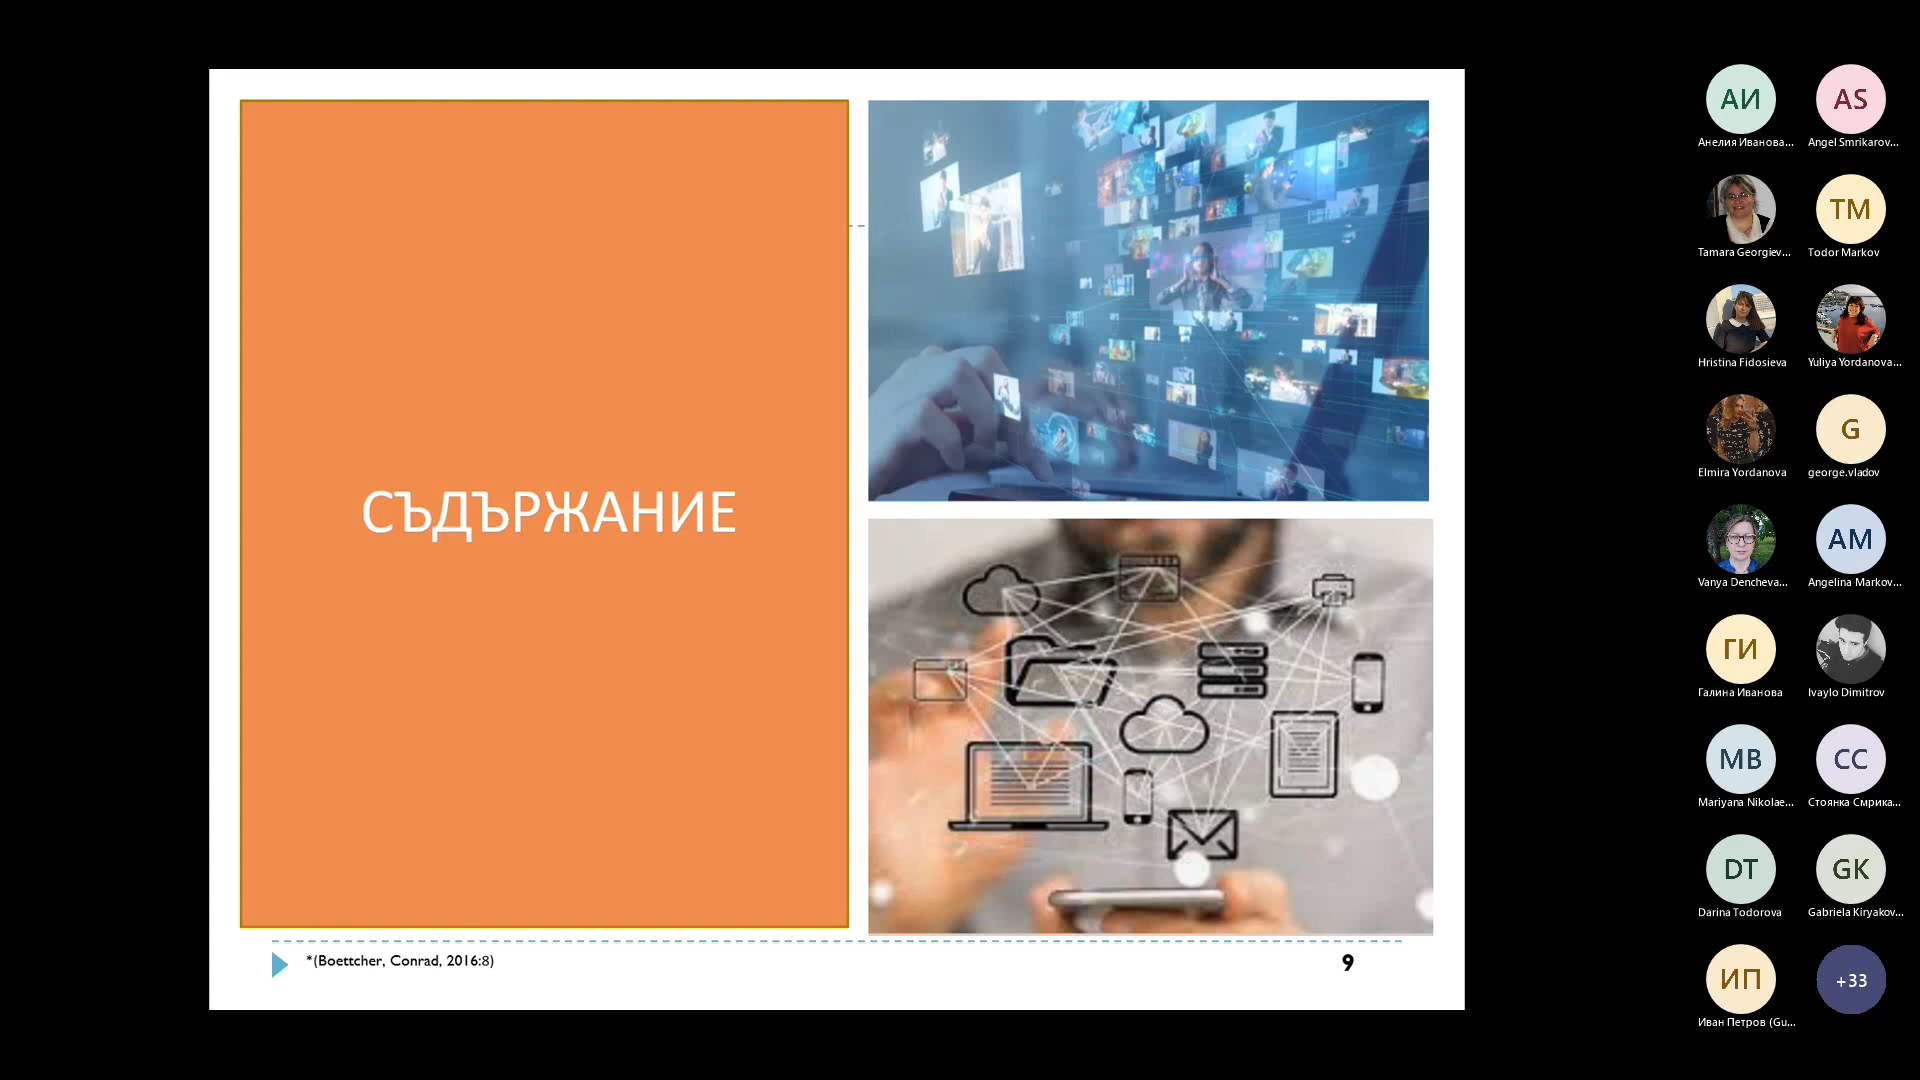 СЪДЪРЖАНИЕ
*(Boettcher, Conrad, 2016:8)
9
АИ
Анелия Иванова...
AS
Angel Smrikarov...
Tamara Georgiev...
TM
Todor Markov
Hristina Fidosieva
Yuliya Yordanova...
Elmira Yordanova
G
george.vladov
Vanya Dencheva...
AM
Angelina Markov...
ГИ
Галина Иванова
Ivaylo Dimitrov
MB
Mariyana Nikolae...
СС
Стоянка Смрика...
DT
Darina Todorova
GK
Gabriela Kiryakov...
ИП
Иван Петров (Gu...
+33